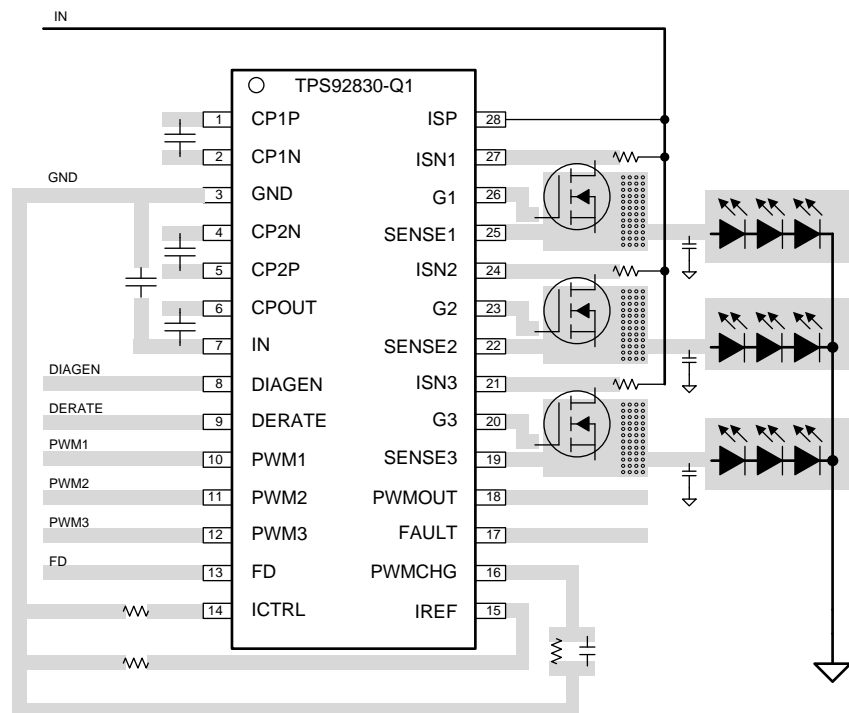 IN
TPS92830-Q1
1 CP1P ISP 28
2 CP1N ISN1 27
GND
3 GND G1 26
4 CP2N SENSE1 25
5 CP2P ISN2 24
6 CPOUT G2 23
7 IN SENSE2 22
DIAGEN
8 DIAGEN ISN3 21
DERATE
9 DERATE G3 20
PWM1
10 PWM1 SENSE3 19
PWM2
11 PWM2 PWMOUT 18
PWM3
12 PWM3 FAULT 17
FD
13 FD PWMCHG 16
14 ICTRL IREF 15